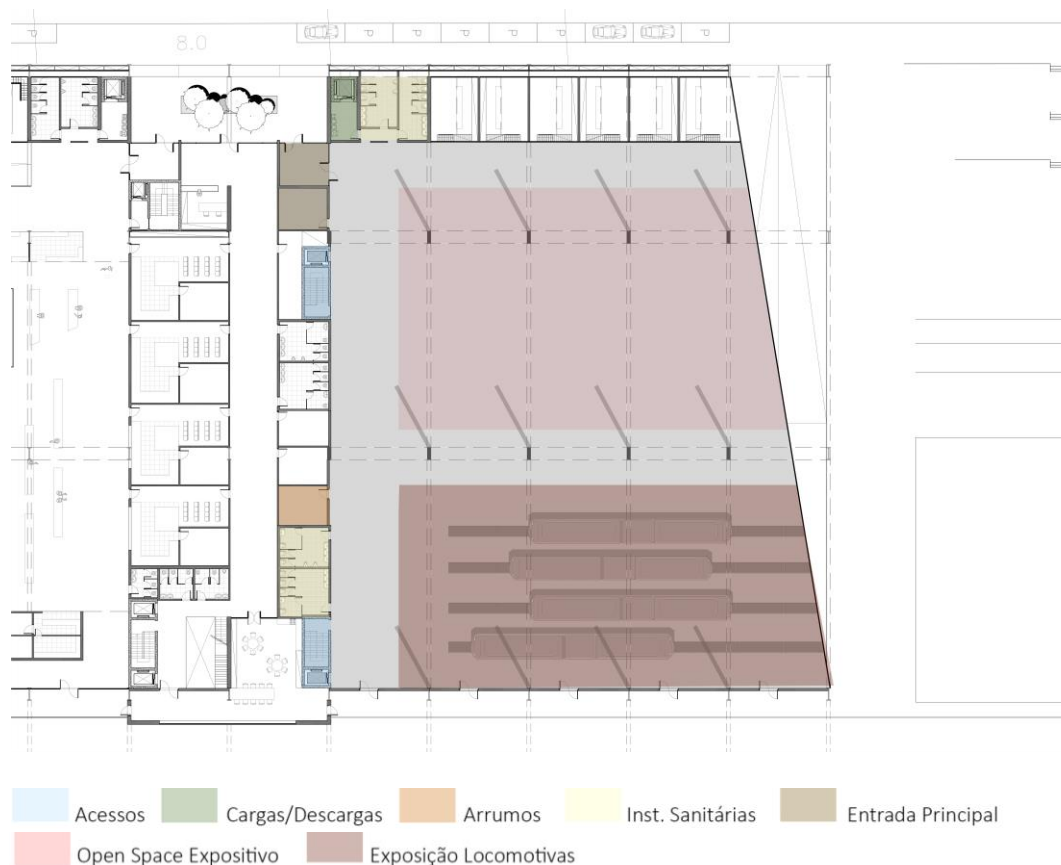 P P P P P P
8.0
Acessos Cargas/Descargas Arrumos Inst. Sanitárias Entrada Principal
Open Space Expositivo Exposição Locomotivas